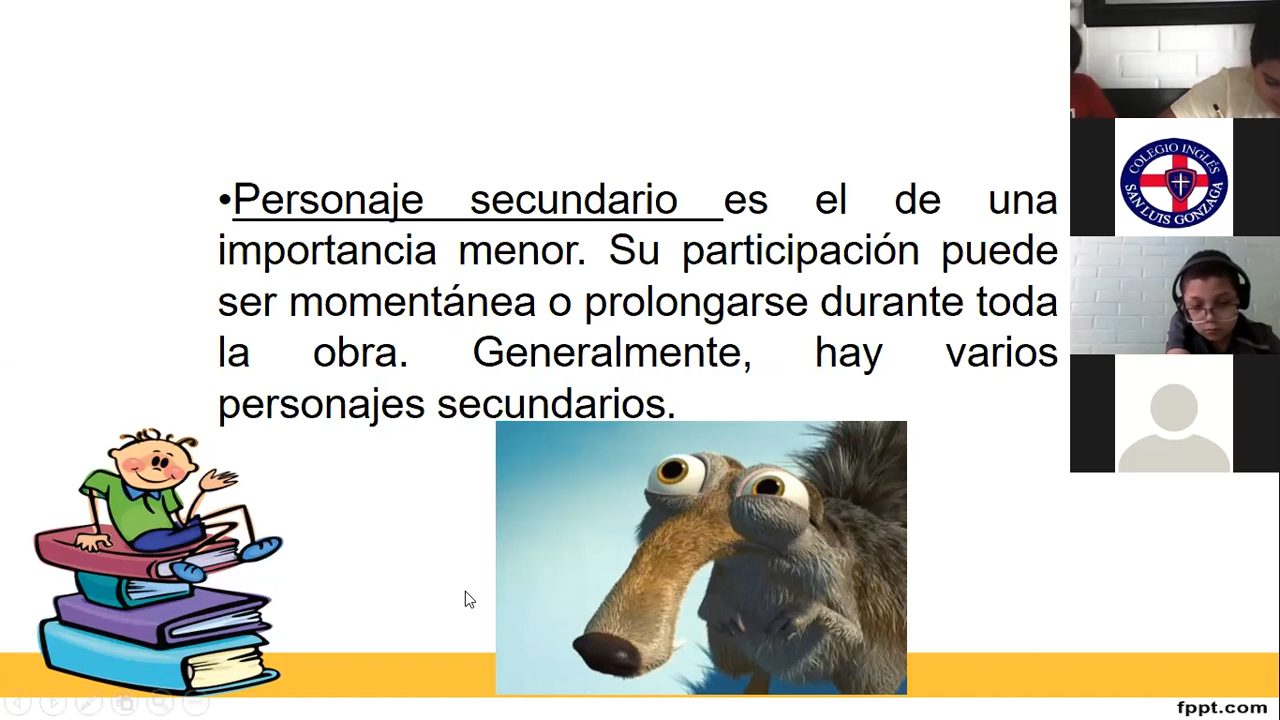 •Personaje secundario es el de una
importancia menor. Su participación puede
ser momentánea o prolongarse durante toda
la obra. Generalmente, hay varios
personajes secundarios.
COLEGIO INGLÉS
SAN LUIS GONZAGA
fppt.com